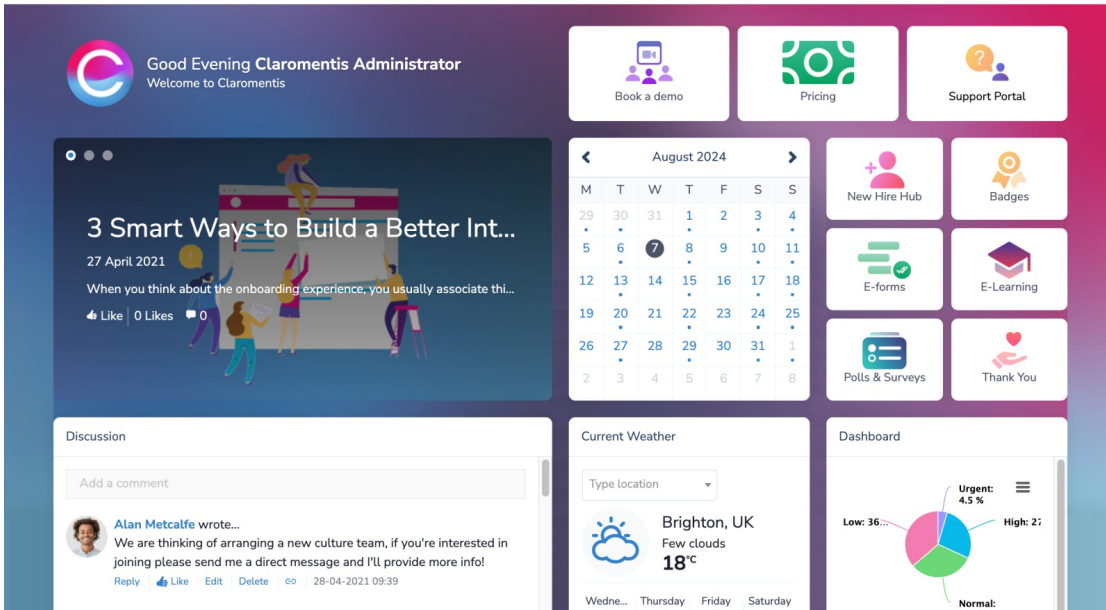 Good Evening Claromentis Administrator
Welcome to Claromentis
Book a demo
Pricing
Support Portal
3 Smart Ways to Build a Better Int...
27 April 2021
When you think about the onboarding experience, you usually associate thi...
Like 0 Likes 0
August 2024
M T W T F S S
29 30 31 1 2 3 4
5 6 7 8 9 10 11
12 13 14 15 16 17 18
19 20 21 22 23 24 25
26 27 28 29 30 31 1
2 3 4 5 6 7 8
New Hire Hub
Badges
E-forms
E-Learning
Polls & Surveys
Thank You
Discussion
Add a comment
Alan Metcalfe wrote...
We are thinking of arranging a new culture team, if you're interested in
joining please send me a direct message and I'll provide more info!
Reply Like Edit Delete 28-04-2021 09:39
Current Weather
Type location
Brighton, UK
Few clouds
18°C
Wedne... Thursday Friday Saturday
Dashboard
Urgent:
4.5 %
Low: 36...
High: 27
Normal: